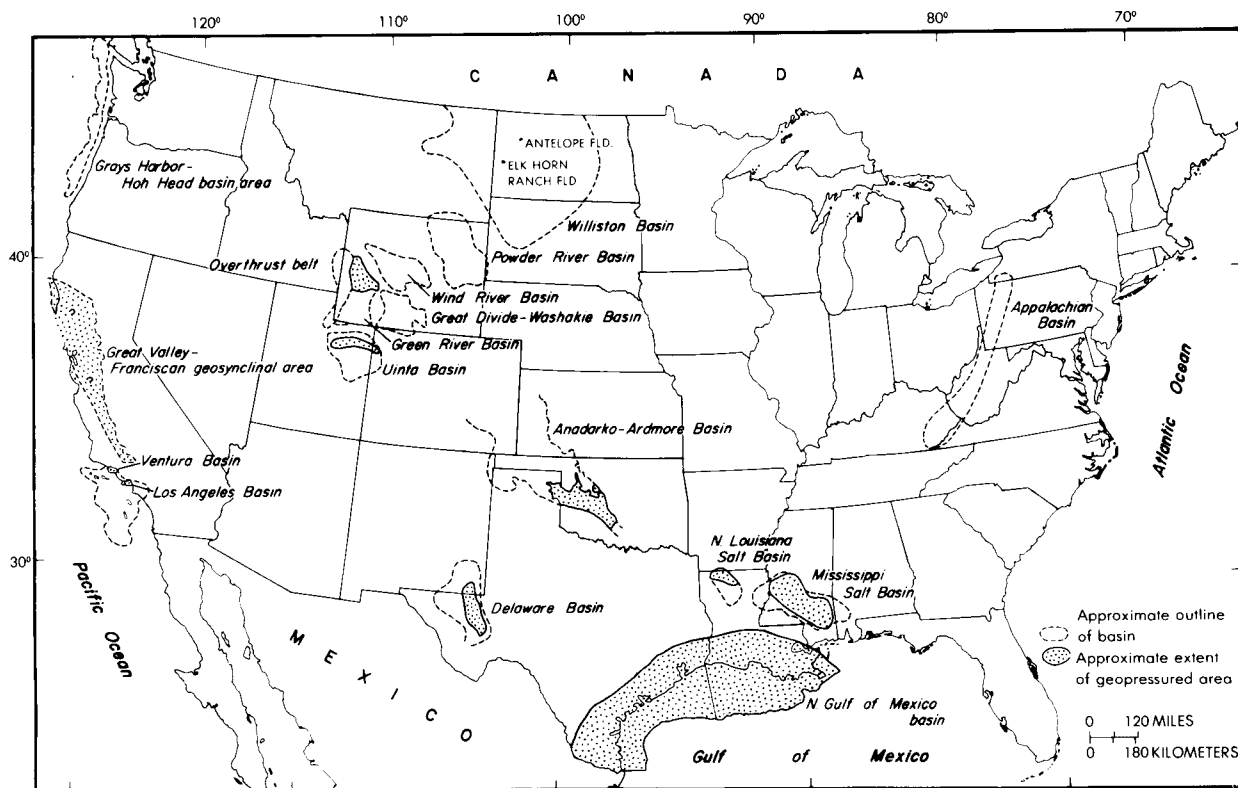 120°
110°
100°
90°
80°
70°
C A N A D A
ANTELOPE FLD.
ELK HORN
RANCH FLD
Grays Harbor-
Hoh Head basin area
Williston Basin
40°
Overthrust belt
Powder River Basin
Wind River Basin
Great Divide-Washakie Basin
Appalachian
Basin
Green River Basin
Great Valley-
Franciscan geosynclinal area
Uinta Basin
Atlantic Ocean
Anadarko-Ardmore Basin
Ventura Basin
Los Angeles Basin
N. Louisiana
Salt Basin
30°
Mississippi
Salt Basin
Pacific Ocean
Delaware Basin
Approximate outline
of basin
MEXICO
Approximate extent
of geopressured area
N. Gulf of Mexico
basin
0 120 MILES
0 180 KILOMETERS
Gulf of Mexico